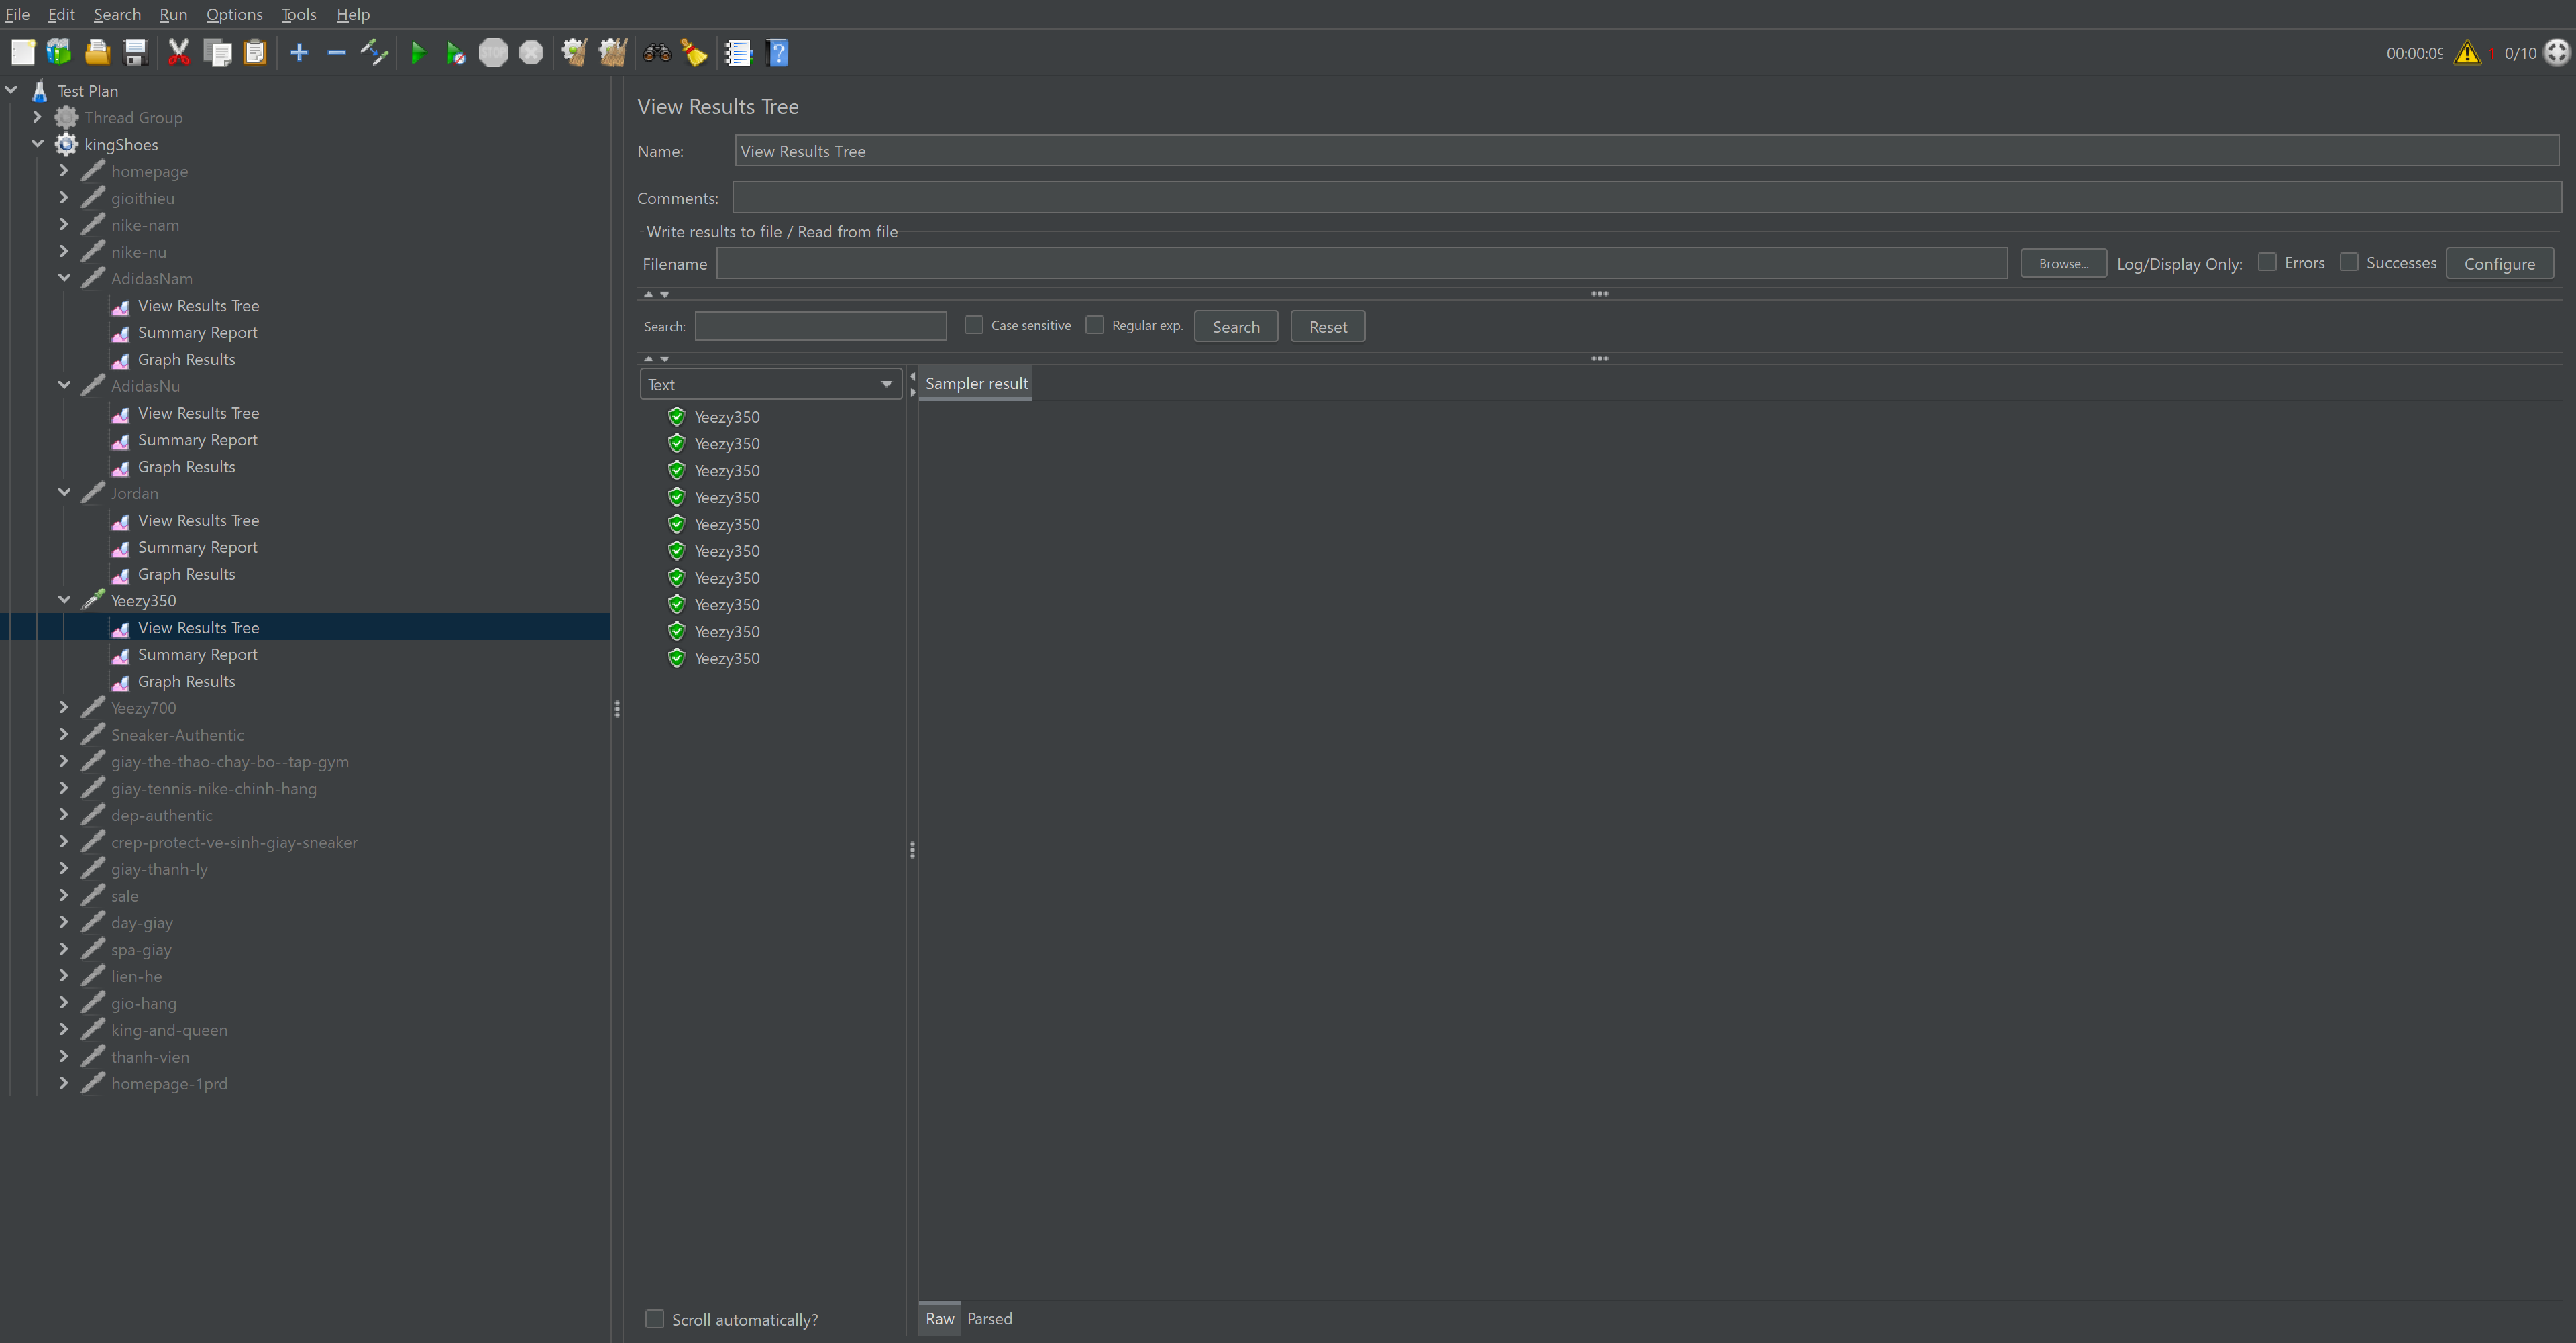 File Edit Search Run Options Tools Help
00:00:09 1 0/10
Test Plan
Thread Group
kingShoes
homepage
gioithieu
nike-nam
nike-nu
AdidasNam
View Results Tree
Summary Report
Graph Results
AdidasNu
View Results Tree
Summary Report
Graph Results
Jordan
View Results Tree
Summary Report
Graph Results
Yeezy350
View Results Tree
Summary Report
Graph Results
Yeezy700
Sneaker-Authentic
giay-the-thao-chay-bo--tap-gym
giay-tennis-nike-chinh-hang
dep-authentic
crep-protect-ve-sinh-giay-sneaker
giay-thanh-ly
sale
day-giay
spa-giay
lien-he
gio-hang
king-and-queen
thanh-vien
homepage-1prd
View Results Tree
Name: View Results Tree
Comments:
Write results to file / Read from file
Filename Browse... Log/Display Only: Errors Successes Configure
Search: Case sensitive Regular exp. Search Reset
Text
Sampler result
Yeezy350
Yeezy350
Yeezy350
Yeezy350
Yeezy350
Yeezy350
Yeezy350
Yeezy350
Yeezy350
Yeezy350
Scroll automatically?
Raw Parsed